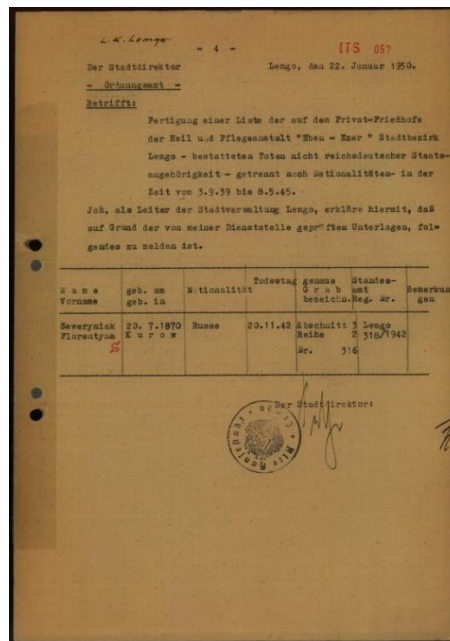 L.K. Lemgo
- 4 -
ITS 057
Der Stadtdirektor
Lemgo, den 22. Januar 1950.
- Ordnungsamt -
Betrifft:
Fertigung einer Liste der auf den Privat-Friedhofe
der Heil und Pflegeanstalt "Eben - Ezer " Stadtbezirk
Lemgo - bestatteten Toten nicht reichsdeutscher Staats-
angehörigkeit - getrennt nach Nationalitäten- in der
Zeit von 3.9.39 bis 8.5.45.
Jch, als Leiter der Stadtverwaltung Lemgo, erkläre hiermit, daß
auf Grund der von meiner Dienststelle geprüften Unterlagen, fol-
gendes zu melden ist.
N a m e
Vorname
geb. am
geb. in
Nationalität
Todestag
genaue
G r a b
bezeichn.
Standes-
amt
Reg. Nr.
Bemerkun
gen
Seweryniak
Florentyna
S
20. 7.1870
K u r o w
Russe
20.11.42
Abschnitt 3
Reihe 2
Nr. 316
Lemgo
318/1942
Der Stadtdirektor: